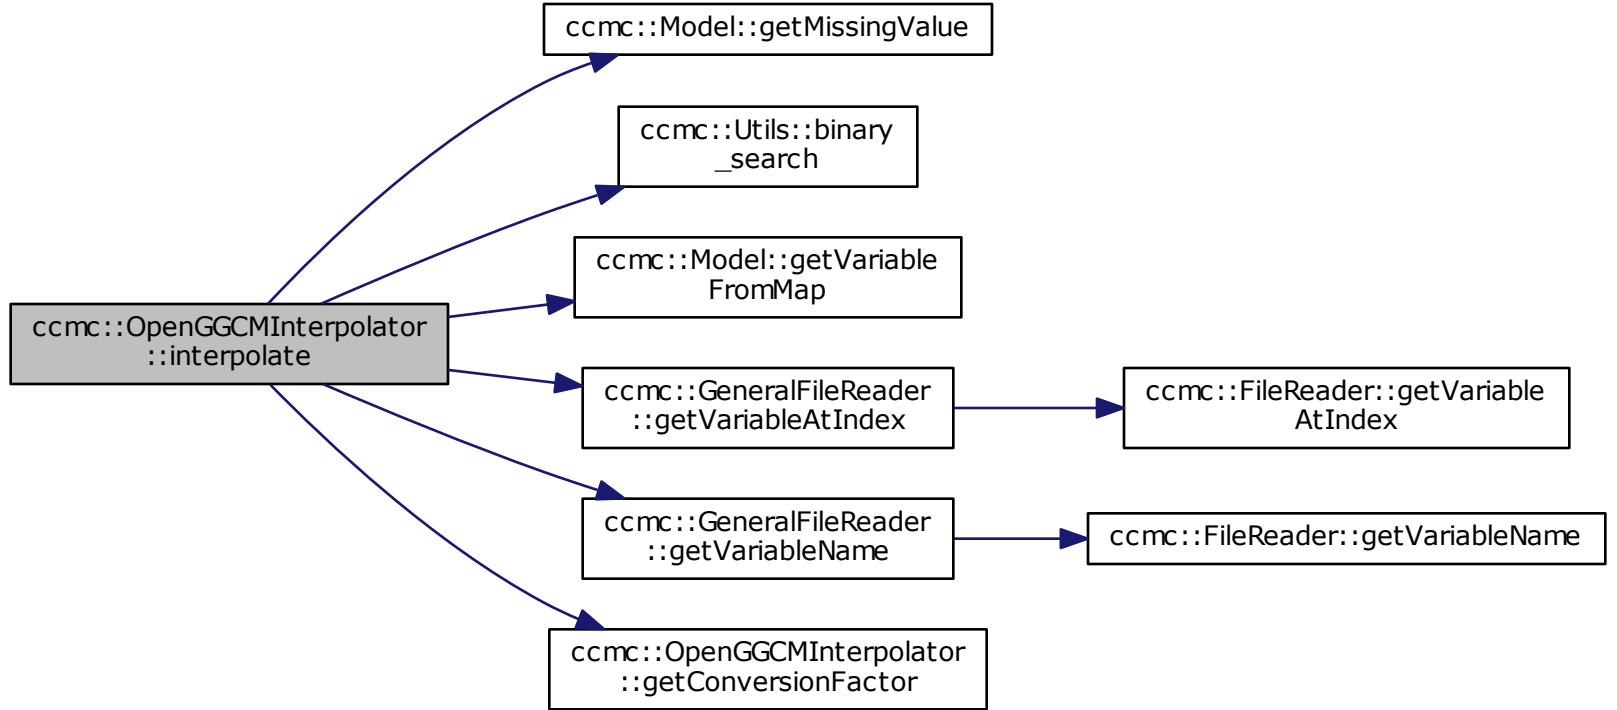 ccmc::Model::getMissingValue
ccmc::Utils::binary
_search
ccmc::Model::getVariable
FromMap
ccmc::OpenGGCMInterpolator
::interpolate
ccmc::GeneralFileReader
::getVariableAtIndex
ccmc::FileReader::getVariable
AtIndex
ccmc::GeneralFileReader
::getVariableName
ccmc::FileReader::getVariableName
ccmc::OpenGGCMInterpolator
::getConversionFactor